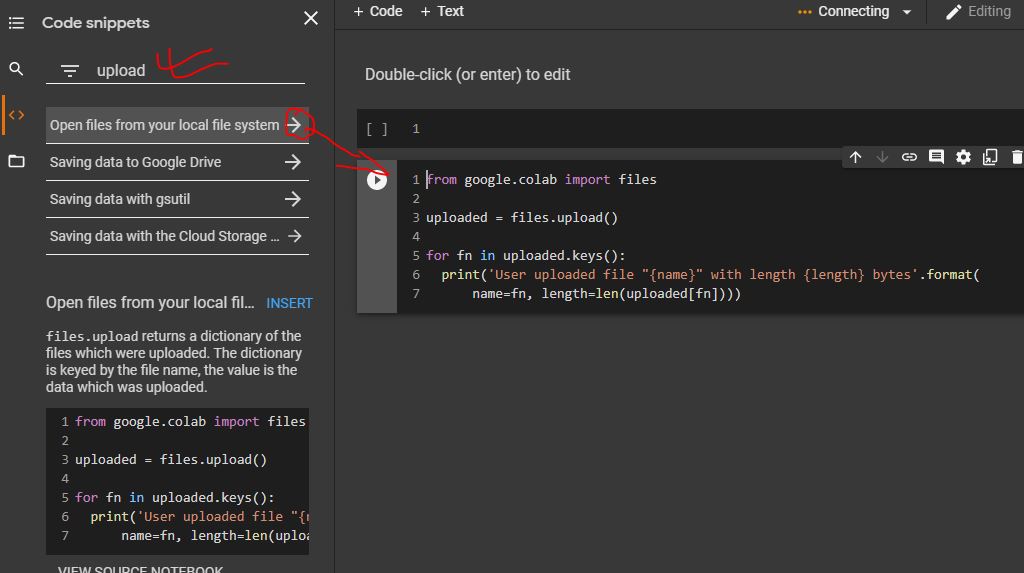 Code snippets
+ Code + Text
Connecting
Editing
upload
Open files from your local file system
Saving data to Google Drive
Saving data with gsutil
Saving data with the Cloud Storage ...
Open files from your local fil... INSERT
files.upload returns a dictionary of the
files which were uploaded. The dictionary
is keyed by the file name, the value is the
data which was uploaded.
1 from google.colab import files
2
3 uploaded = files.upload()
4
5 for fn in uploaded.keys():
6 print('User uploaded file "{
7 name=fn, length=len(uploa
VIEW SOURCE NOTEBOOK
Double-click (or enter) to edit
[ ] 1
1 from google.colab import files
2
3 uploaded = files.upload()
4
5 for fn in uploaded.keys():
6 print('User uploaded file "{name}" with length {length} bytes'.format(
7 name=fn, length=len(uploaded[fn])))